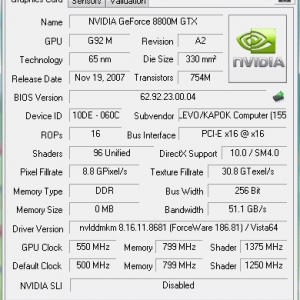 Graphics Card Sensors Validation
Name NVIDIA GeForce 8800M GTX
GPU G92M Revision A2
Technology 65 nm Die Size 330 mm²
Release Date Nov 19, 2007 Transistors 754M
NVIDIA
BIOS Version 62.92.23.00.04
Device ID 10DE - 060C Subvendor LEVO/KAPOK Computer (155
ROPs 16 Bus Interface PCI-E x16 @ x16
Shaders 96 Unified DirectX Support 10.0 / SM4.0
Pixel Fillrate 8.8 GPixel/s Texture Fillrate 30.8 GTexel/s
Memory Type DDR Bus Width 256 Bit
Memory Size 0 MB Bandwidth 51.1 GB/s
Driver Version nvlddmkm 8.16.11.8681 (ForceWare 186.81) / Vista64
GPU Clock 550 MHz Memory 799 MHz Shader 1375 MHz
Default Clock 500 MHz Memory 799 MHz Shader 1250 MHz
NVIDIA SLI Disabled